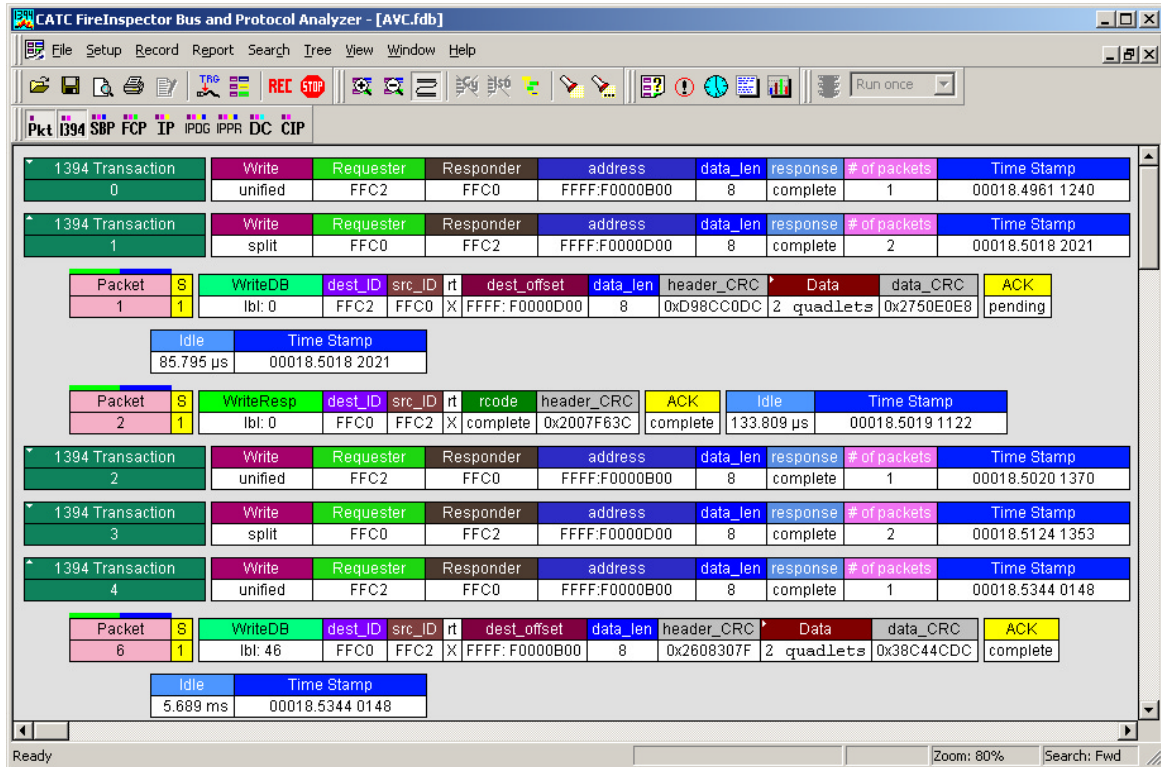 CATC FireInspector Bus and Protocol Analyzer - [AVC.fdb]
File Setup Record Report Search Tree View Window Help
TRG REC STOP Run once
Pkt 1394 SBP FCP IP IPDG IPPR DC CIP
1394 Transaction Write Requester Responder address data_len response # of packets Time Stamp
0 unified FFC2 FFC0 FFFF:F0000B00 8 complete 1 00018.4961 1240
1394 Transaction Write Requester Responder address data_len response # of packets Time Stamp
1 split FFC0 FFC2 FFFF:F0000D00 8 complete 2 00018.5018 2021
Packet S WriteDB dest_ID src_ID rt dest_offset data_len header_CRC Data data_CRC ACK
1 1 lbl: 0 FFC2 FFC0 X FFFF: F0000D00 8 0xD98CC0DC 2 quadlets 0x2750E0E8 pending
Idle Time Stamp
85.795 µs 00018.5018 2021
Packet S WriteResp dest_ID src_ID rt rcode header_CRC ACK Idle Time Stamp
2 1 lbl: 0 FFC0 FFC2 X complete 0x2007F63C complete 133.809 µs 00018.5019 1122
1394 Transaction Write Requester Responder address data_len response # of packets Time Stamp
2 unified FFC2 FFC0 FFFF:F0000B00 8 complete 1 00018.5020 1370
1394 Transaction Write Requester Responder address data_len response # of packets Time Stamp
3 split FFC0 FFC2 FFFF:F0000D00 8 complete 2 00018.5124 1353
1394 Transaction Write Requester Responder address data_len response # of packets Time Stamp
4 unified FFC2 FFC0 FFFF:F0000B00 8 complete 1 00018.5344 0148
Packet S WriteDB dest_ID src_ID rt dest_offset data_len header_CRC Data data_CRC ACK
6 1 lbl: 46 FFC0 FFC2 X FFFF: F0000B00 8 0x2608307F 2 quadlets 0x38C44CDC complete
Idle Time Stamp
5.689 ms 00018.5344 0148
Ready Zoom: 80% Search: Fwd